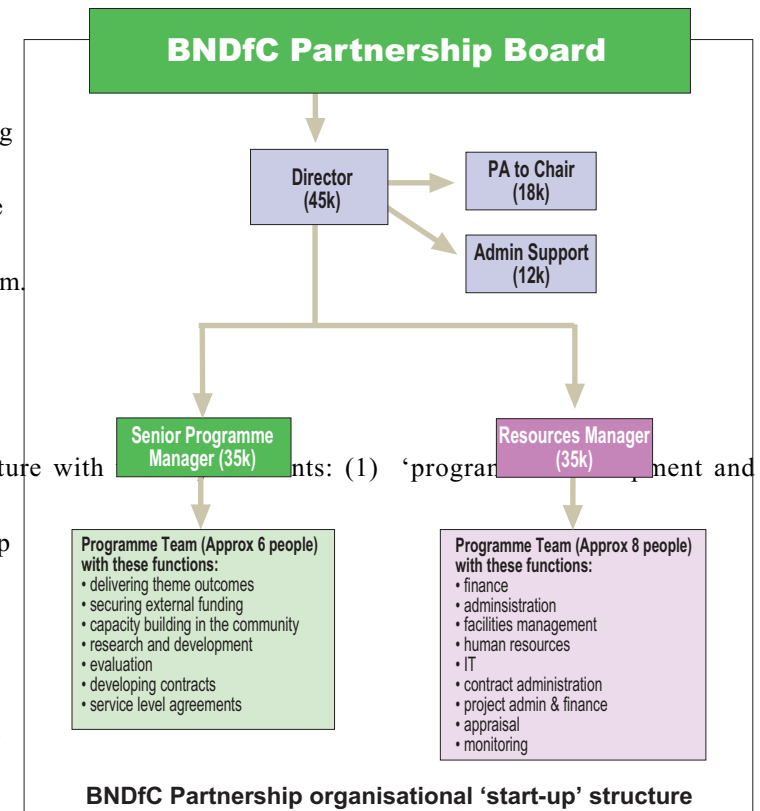 BNDfC Partnership Board
ng
Director
(45k)
PA to Chair
(18k)
e
Admin Support
(12k)
m.
Senior Programme
Manager (35k)
Resources Manager
(35k)
ture with
nts: (1) ‘program
pment and
p
Programme Team (Approx 6 people)
with these functions:
• delivering theme outcomes
• securing external funding
• capacity building in the community
• research and development
• evaluation
• developing contracts
• service level agreements
Programme Team (Approx 8 people)
with these functions:
• finance
• adminsistration
• facilities management
• human resources
• IT
• contract administration
• project admin & finance
• appraisal
• monitoring
BNDfC Partnership organisational ‘start-up’ structure